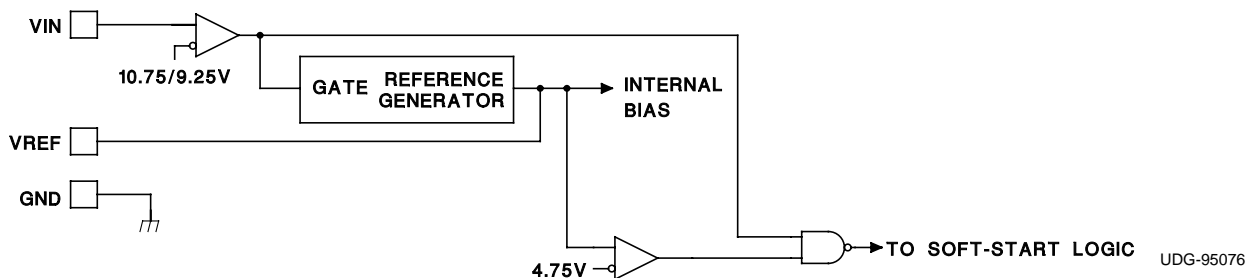 VIN
10.75/9.25V
GATE
REFERENCE
GENERATOR
INTERNAL
BIAS
VREF
GND
4.75V
TO SOFT-START LOGIC
UDG-95076